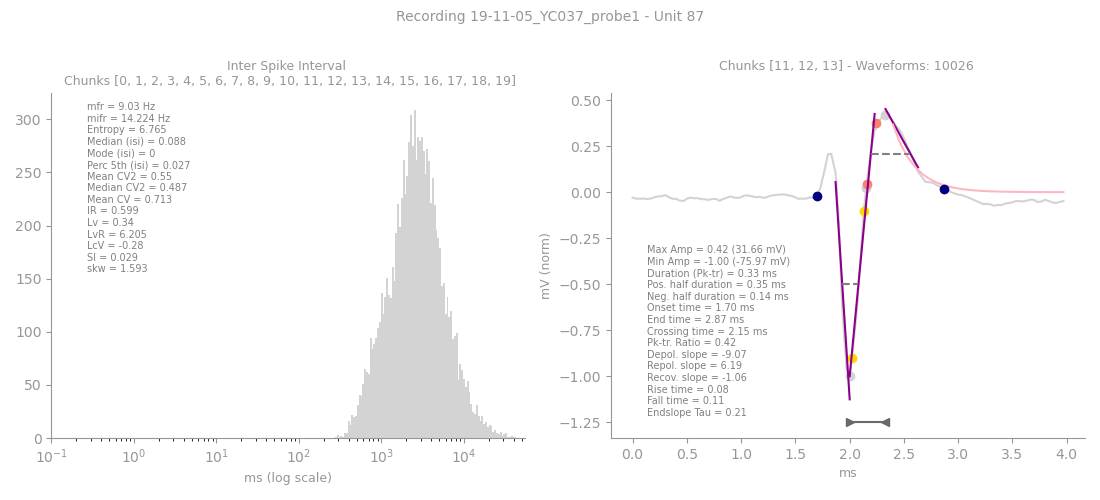 Recording 19-11-05_YC037_probe1 - Unit 87
Inter Spike Interval
Chunks [0, 1, 2, 3, 4, 5, 6, 7, 8, 9, 10, 11, 12, 13, 14, 15, 16, 17, 18, 19]
300
250
200
150
100
50
0
mfr = 9.03 Hz
mifr = 14.224 Hz
Entropy = 6.765
Median (isi) = 0.088
Mode (isi) = 0
Perc 5th (isi) = 0.027
Mean CV2 = 0.55
Median CV2 = 0.487
Mean CV = 0.713
IR = 0.599
Lv = 0.34
LvR = 6.205
LcV = -0.28
SI = 0.029
skw = 1.593
10⁻¹ 10⁰ 10¹ 10² 10³ 10⁴
ms (log scale)
Chunks [11, 12, 13] - Waveforms: 10026
mV (norm)
0.50
0.25
0.00
−0.25
−0.50
−0.75
−1.00
−1.25
Max Amp = 0.42 (31.66 mV)
Min Amp = -1.00 (-75.97 mV)
Duration (Pk-tr) = 0.33 ms
Pos. half duration = 0.35 ms
Neg. half duration = 0.14 ms
Onset time = 1.70 ms
End time = 2.87 ms
Crossing time = 2.15 ms
Pk-tr. Ratio = 0.42
Depol. slope = -9.07
Repol. slope = 6.19
Recov. slope = -1.06
Rise time = 0.08
Fall time = 0.11
Endslope Tau = 0.21
0.0 0.5 1.0 1.5 2.0 2.5 3.0 3.5 4.0
ms